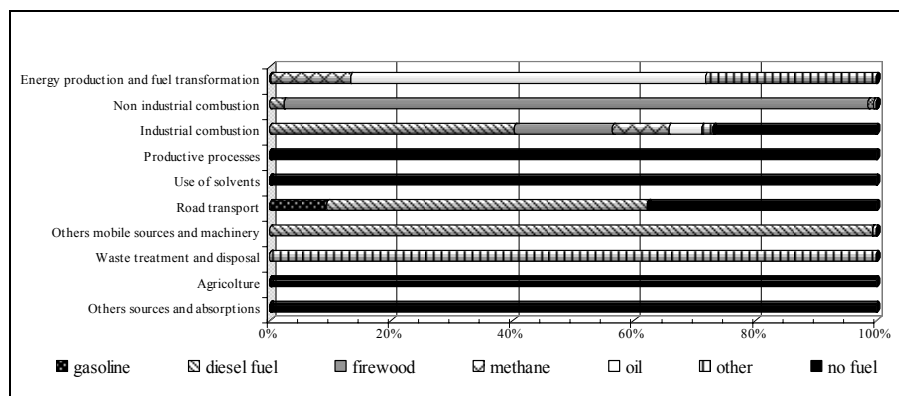 Energy production and fuel transformation
Non industrial combustion
Industrial combustion
Productive processes
Use of solvents
Road transport
Others mobile sources and machinery
Waste treatment and disposal
Agricolture
Others sources and absorptions
0% 20% 40% 60% 80% 100%
gasoline diesel fuel firewood methane oil other no fuel